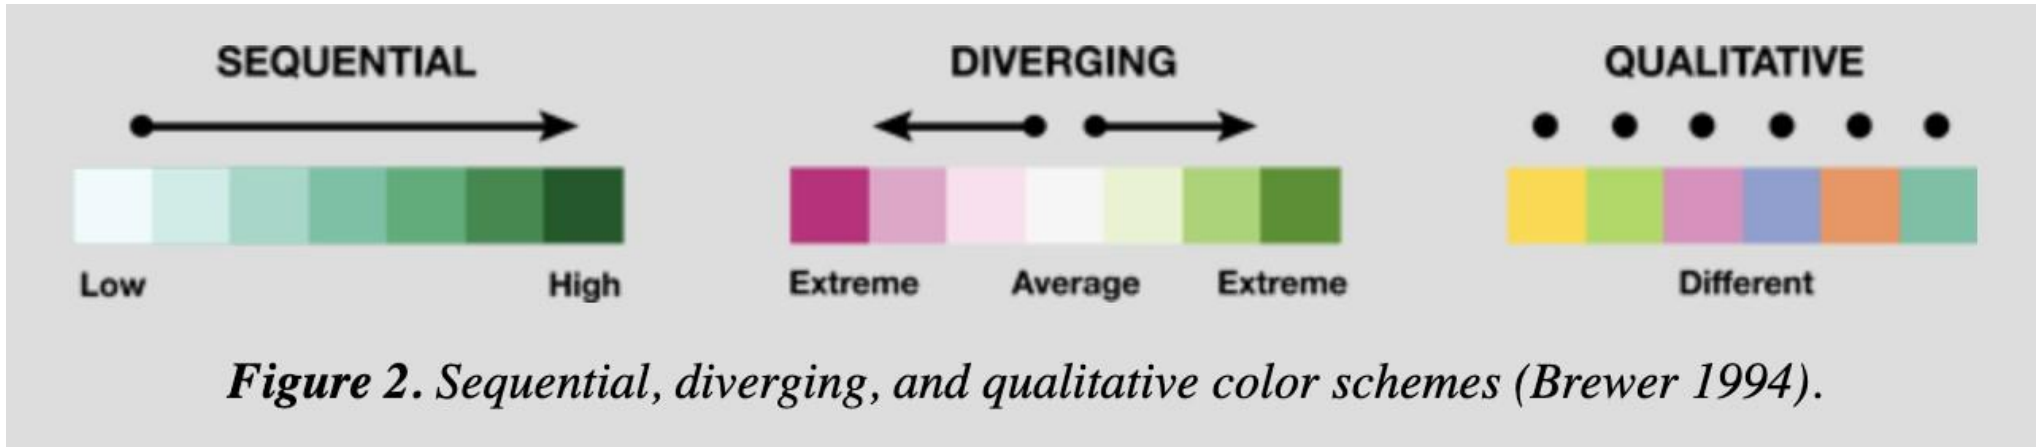 SEQUENTIAL
Low High
DIVERGING
Extreme Average Extreme
QUALITATIVE
Different
Figure 2. Sequential, diverging, and qualitative color schemes (Brewer 1994).